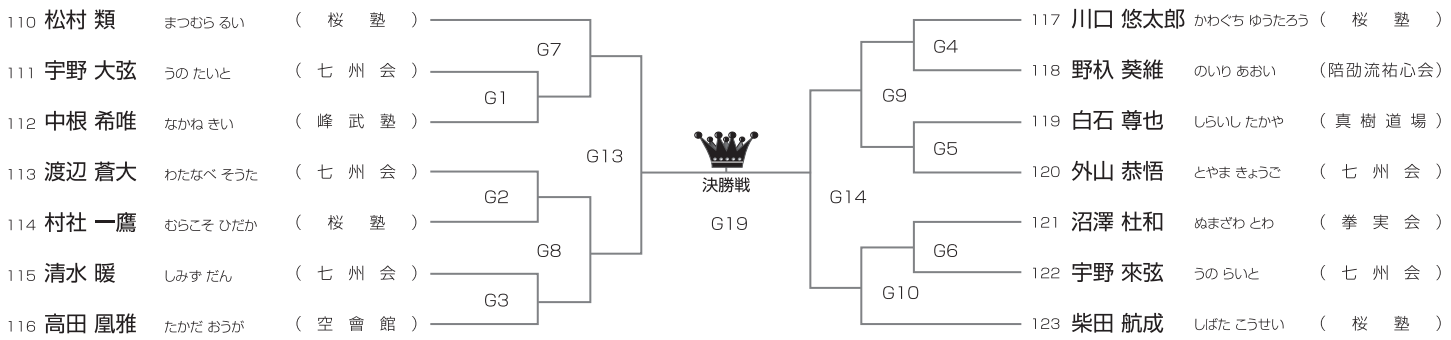 110 松村 類 まつむら るい （ 桜 塾 ）
G7
111 宇野 大弦 うの たいと （ 七 州 会 ）
G1
112 中根 希唯 なかね きい （ 峰 武 塾 ）
G13
113 渡辺 蒼大 わたなべ そうた （ 七 州 会 ）
G2
114 村社 一鷹 むらこそ ひだか （ 桜 塾 ）
G8
115 清水 暖 しみず だん （ 七 州 会 ）
G3
116 高田 凰雅 たかだ おうが （ 空 會 館 ）
決勝戦
G19
117 川口 悠太郎 かわぐち ゆうたろう （ 桜 塾 ）
G4
118 野杁 葵維 のいり あおい （陪劭流祐心会）
G9
119 白石 尊也 しらいし たかや （ 真 樹 道 場 ）
G5
120 外山 恭悟 とやま きょうご （ 七 州 会 ）
G14
121 沼澤 杜和 ぬまざわ とわ （ 拳 実 会 ）
G6
122 宇野 來弦 うの らいと （ 七 州 会 ）
G10
123 柴田 航成 しばた こうせい （ 桜 塾 ）